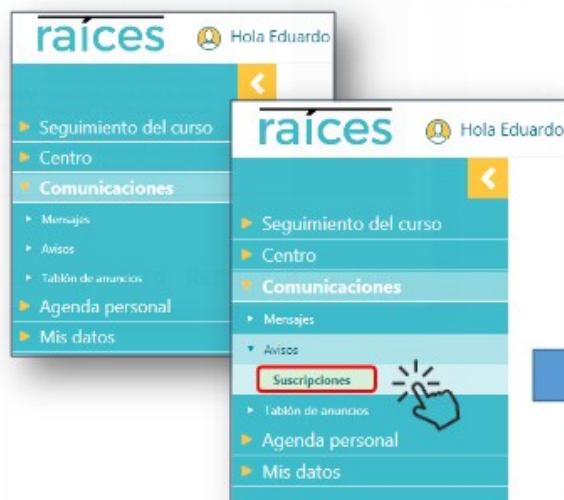 raíces
Hola Eduardo
Seguimiento del curso
Centro
Comunicaciones
Mensajes
Avisos
Tablón de anuncios
Agenda personal
Mis datos
raíces
Hola Eduardo
Seguimiento del curso
Centro
Comunicaciones
Mensajes
Avisos
Suscripciones
Tablón de anuncios
Agenda personal
Mis datos